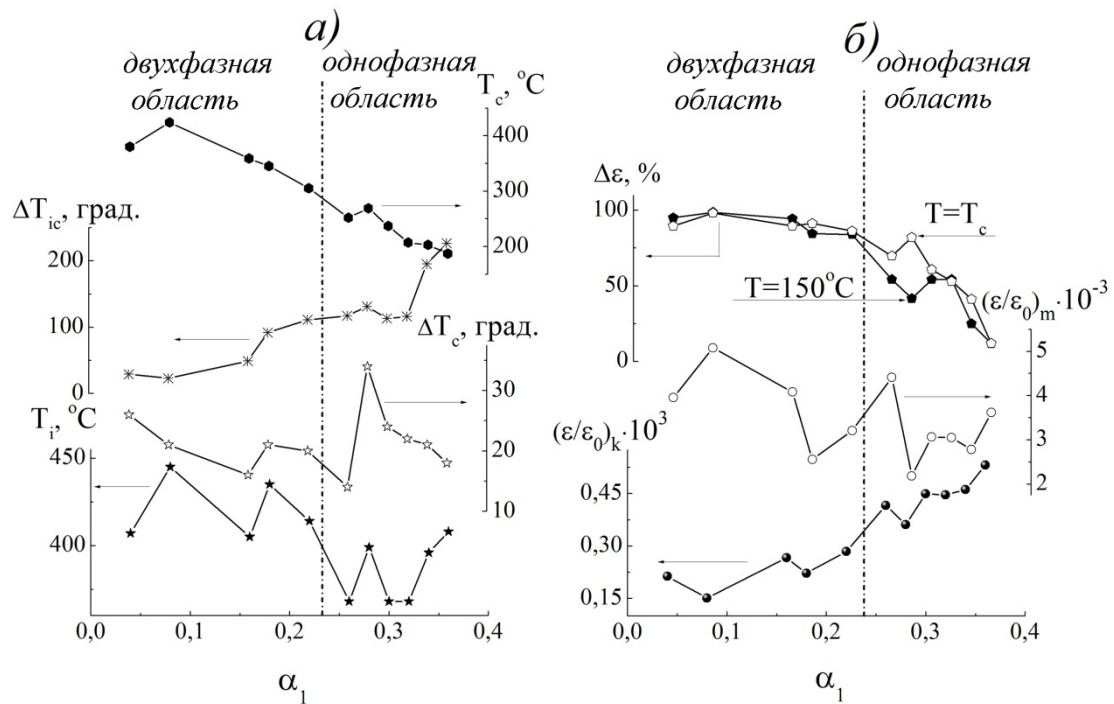 а)
двухфазная
область
однофазная
область
T_c, °C
400
300
200
ΔT_ic, град.
200
100
0
ΔT_c, град.
30
20
10
T_i, °C
450
400
0,0 0,1 0,2 0,3 0,4
α_1
б)
двухфазная
область
однофазная
область
Δε, %
100
50
0
T=T_c
T=150°C
(ε/ε_0)_m·10^-3
5
4
3
2
(ε/ε_0)_k·10^3
0,45
0,30
0,15
0,0 0,1 0,2 0,3 0,4
α_1